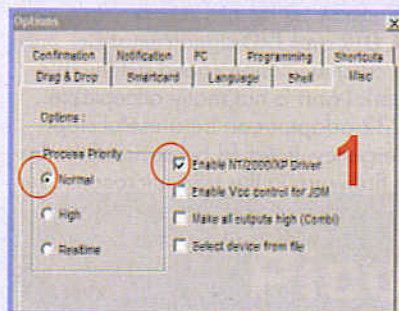 Options
Confirmation Notification PC Programming Shortcuts
Drag & Drop Smartcard Language Shell Misc
Options :
Process Priority
Normal
High
Realtime
Enable NT/2000/XP Driver
Enable Vcc control for JDM
Make all outputs high (Combi)
Select device from file
1